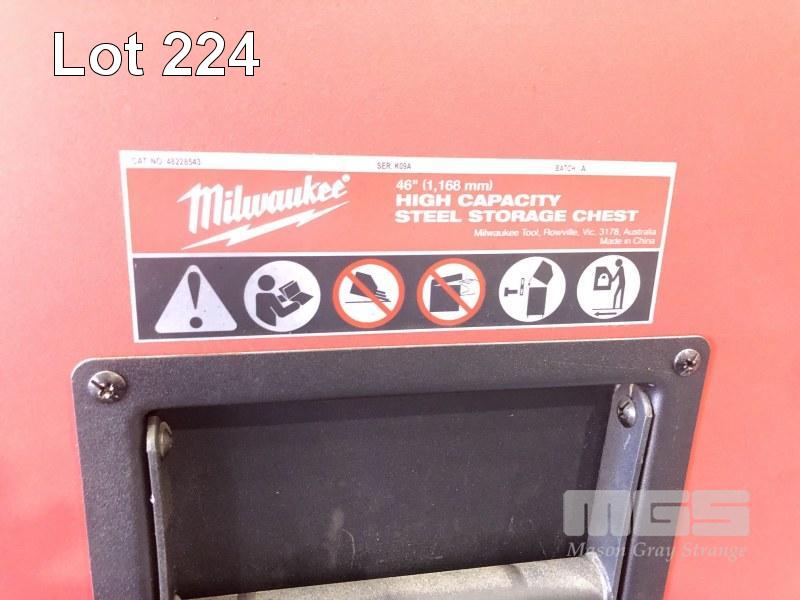 Lot 224
CAT NO: 48228543 SER: K09A BATCH: A
Milwaukee
46" (1,168 mm)
HIGH CAPACITY
STEEL STORAGE CHEST
Milwaukee Tool, Rowville, Vic, 3178, Australia
Made in China
MGS
Mason Gray Strange